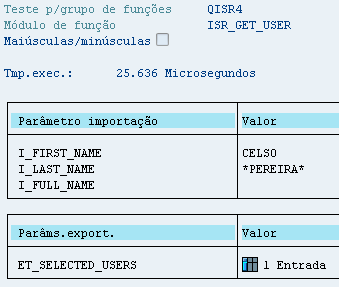 Teste p/grupo de funções QISR4
Módulo de função ISR_GET_USER
Maiúsculas/minúsculas
Tmp.exec.: 25.636 Microsegundos
Parâmetro importação Valor
I_FIRST_NAME CELSO
I_LAST_NAME *PEREIRA*
I_FULL_NAME
Parâms.export. Valor
ET_SELECTED_USERS 1 Entrada